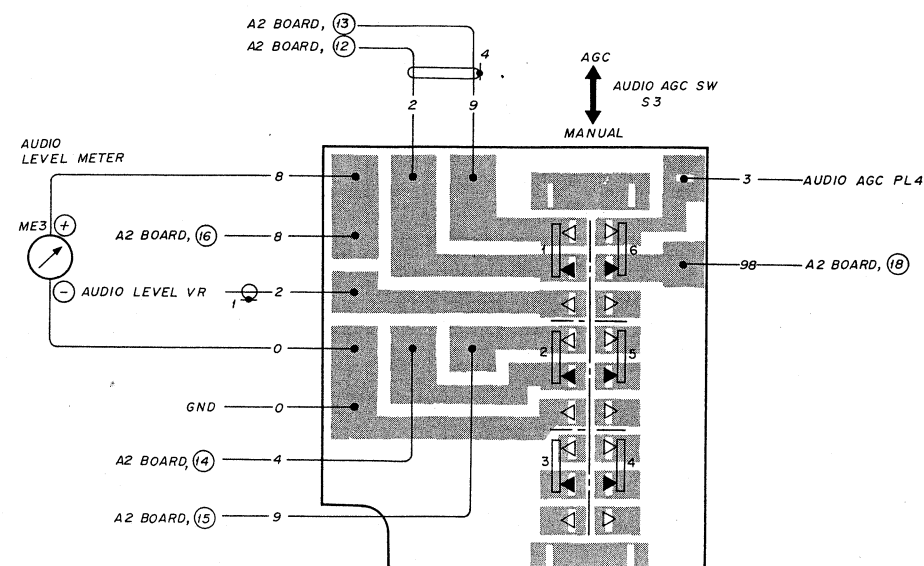 A2 BOARD, 13
A2 BOARD, 12
4
AGC
AUDIO AGC SW
S3
2 9
MANUAL
AUDIO
LEVEL METER
8
3 AUDIO AGC PL4
ME3 +
A2 BOARD, 16 8
1 6
98 A2 BOARD, 18
- AUDIO LEVEL VR 2
1
0
2 5
GND 0
A2 BOARD, 14 4
3 4
A2 BOARD, 15 9